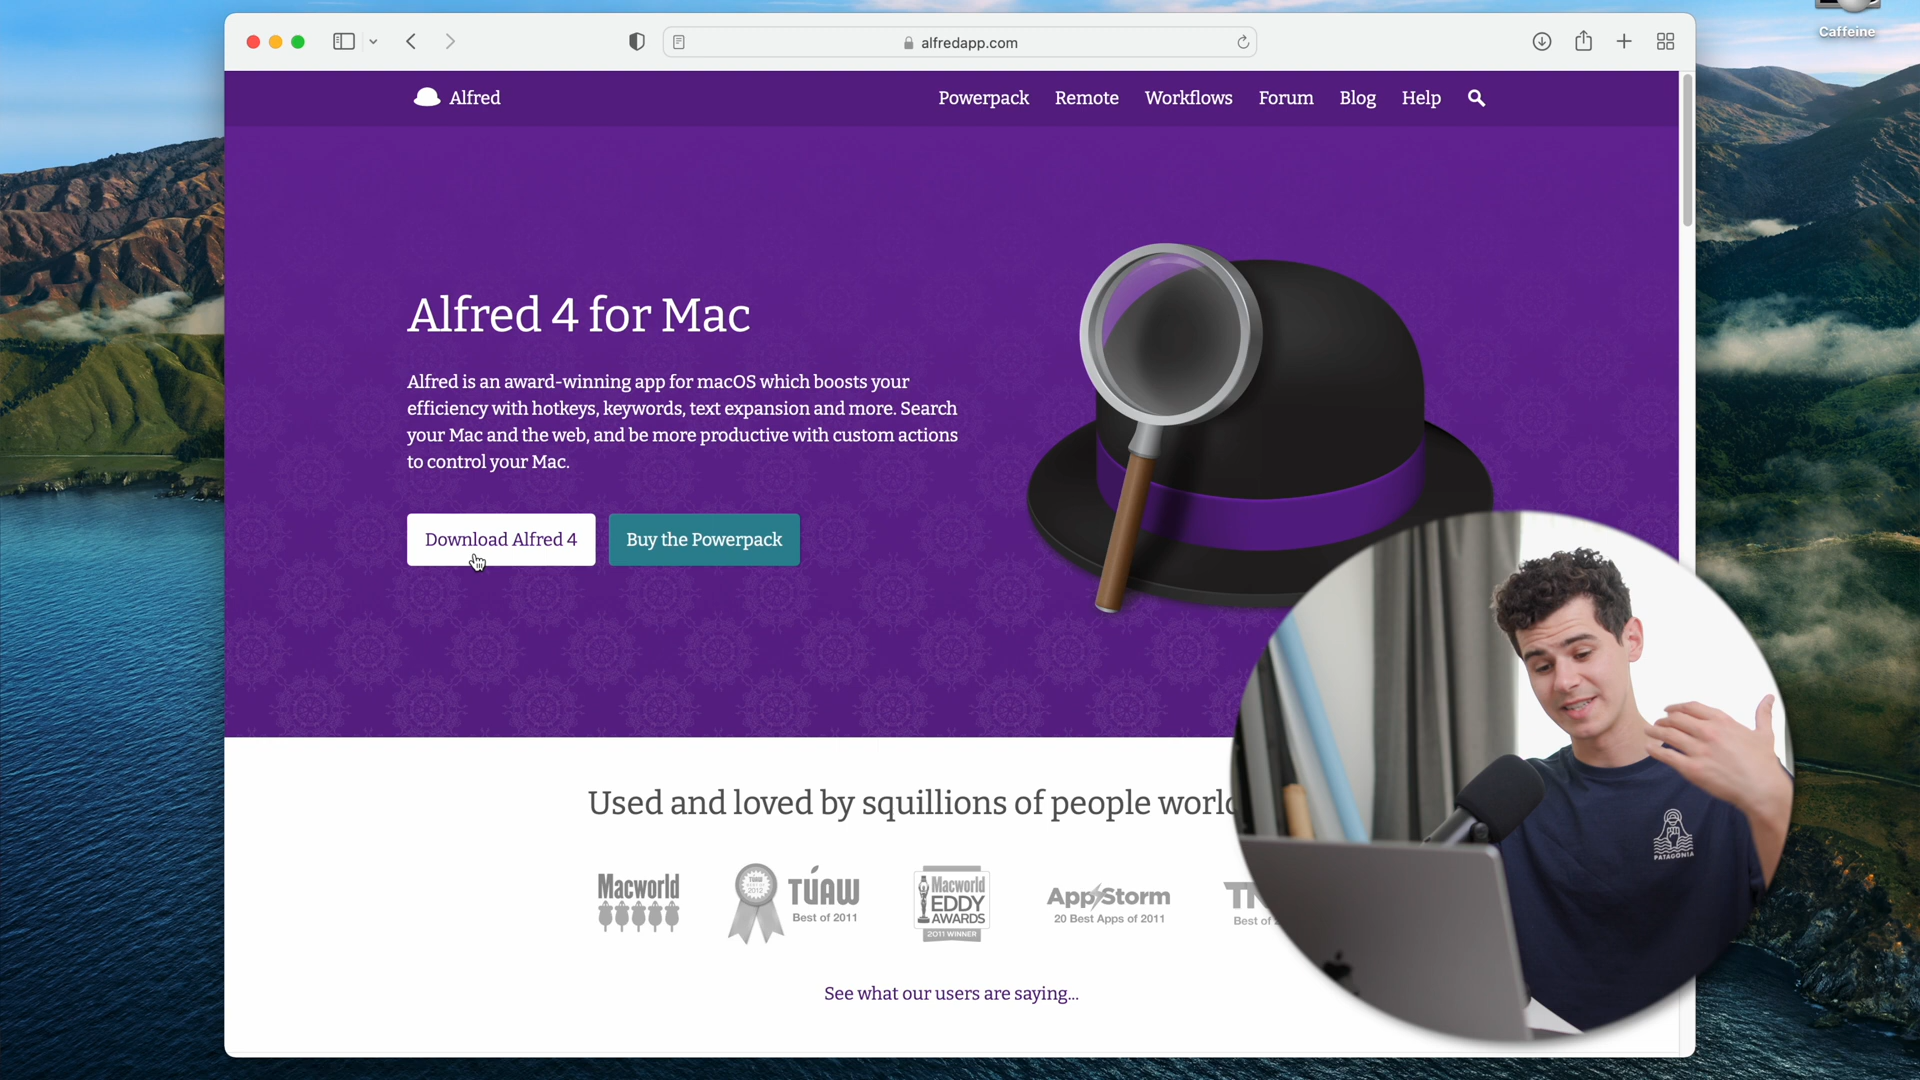 Caffeine
alfredapp.com
Alfred
Powerpack
Remote
Workflows
Forum
Blog
Help
Alfred 4 for Mac
Alfred is an award-winning app for macOS which boosts your
efficiency with hotkeys, keywords, text expansion and more. Search
your Mac and the web, and be more productive with custom actions
to control your Mac.
Download Alfred 4
Buy the Powerpack
Used and loved by squillions of people
Macworld
TUAW
Best of 2011
Macworld
EDDY
AWARDS
2011 WINNER
AppStorm
20 Best Apps of 2011
Best of
PATAGONIA
See what our users are saying...